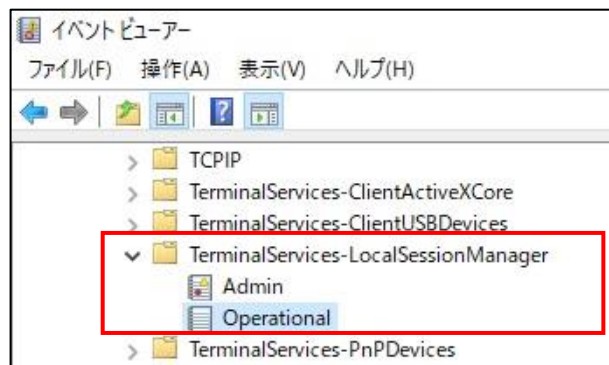 イベント ビューアー
ファイル(F) 操作(A) 表示(V) ヘルプ(H)
TCPIP
TerminalServices-ClientActiveXCore
TerminalServices-ClientUSBDevices
TerminalServices-LocalSessionManager
Admin
Operational
TerminalServices-PnPDevices